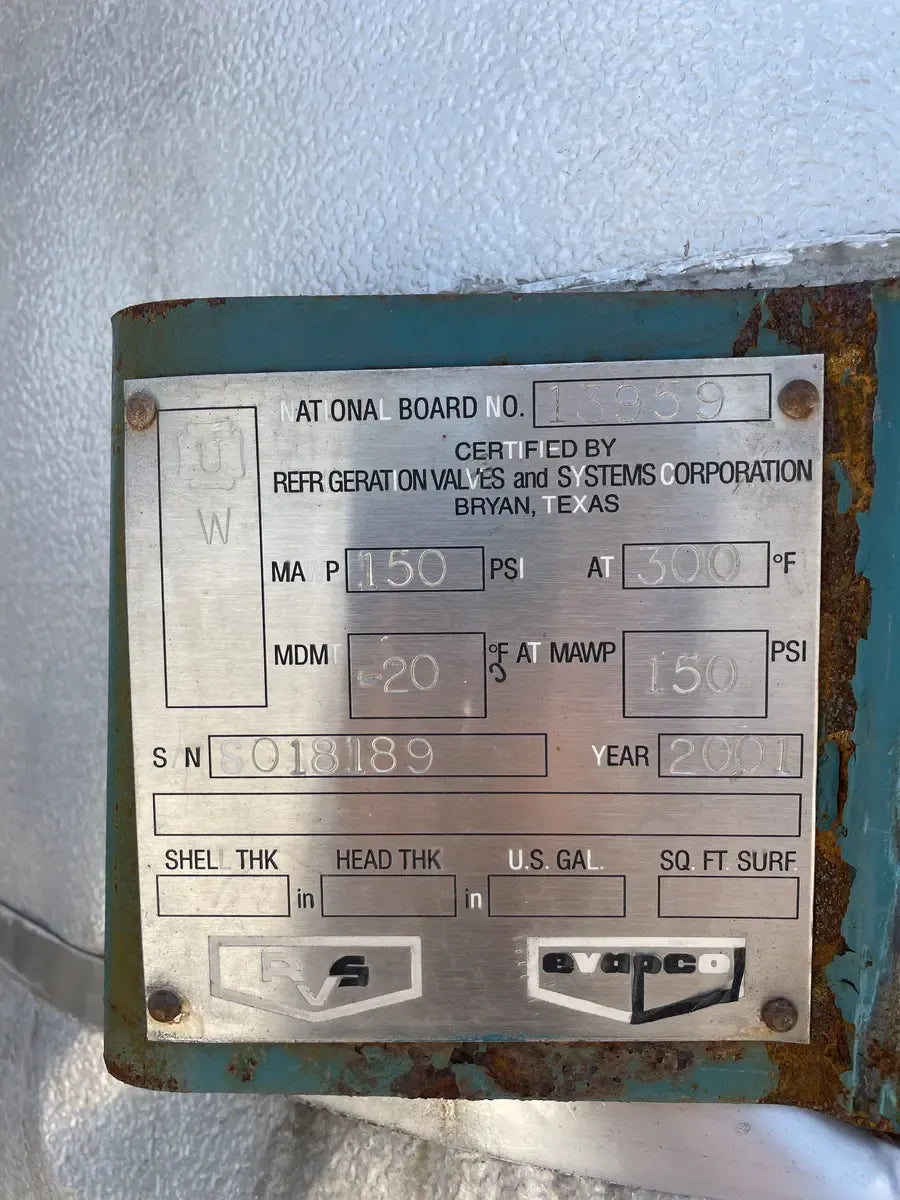 NATIONAL BOARD NO. 13959
CERTIFIED BY
REFRIGERATION VALVES and SYSTEMS CORPORATION
BRYAN, TEXAS
U
W
MAWP 150 PSI AT 300 °F
MDMT -20 °F AT MAWP 150 PSI
S/N S018189 YEAR 2001
SHELL THK HEAD THK U.S. GAL. SQ. FT. SURF.
in in
RVS evapco